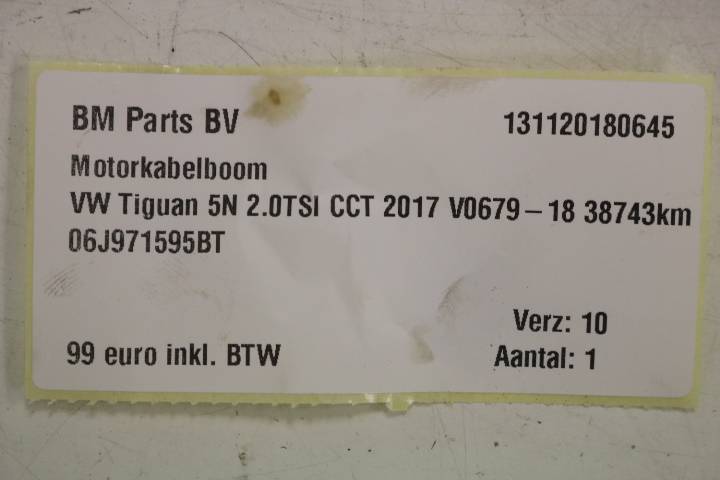 BM Parts BV 131120180645
Motorkabelboom
VW Tiguan 5N 2.0TSI CCT 2017 V0679–18 38743km
06J971595BT
Verz: 10
99 euro inkl. BTW Aantal: 1